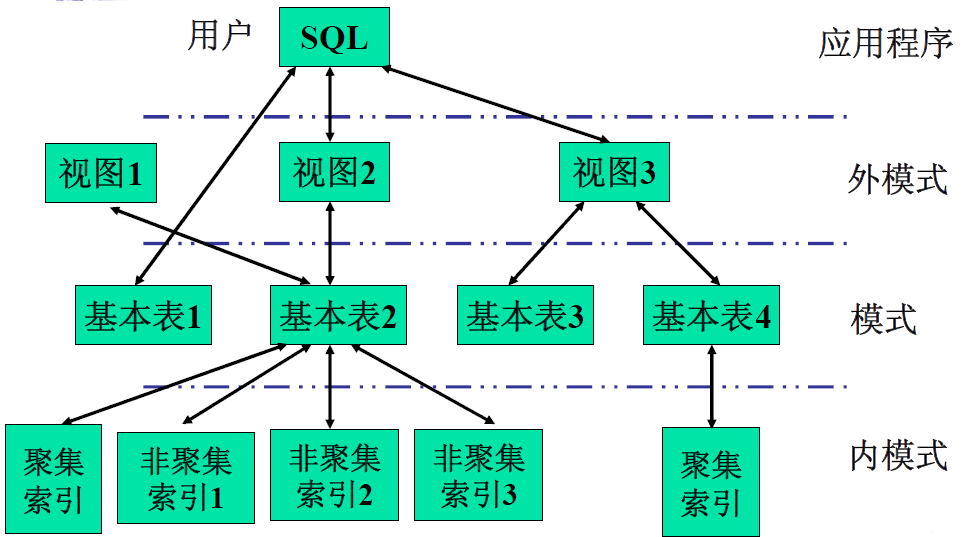 用户
SQL
应用程序
视图1
视图2
视图3
外模式
基本表1
基本表2
基本表3
基本表4
模式
聚集
索引
非聚集
索引1
非聚集
索引2
非聚集
索引3
聚集
索引
内模式